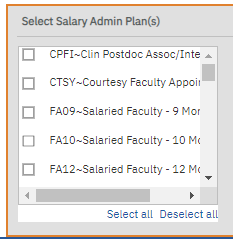 Select Salary Admin Plan(s)
CPFI~Clin Postdoc Assoc/Inte
CTSY~Courtesy Faculty Appoi
FA09~Salaried Faculty - 9 Mon
FA10~Salaried Faculty - 10 Mo
FA12~Salaried Faculty - 12 Mo
Select all Deselect all